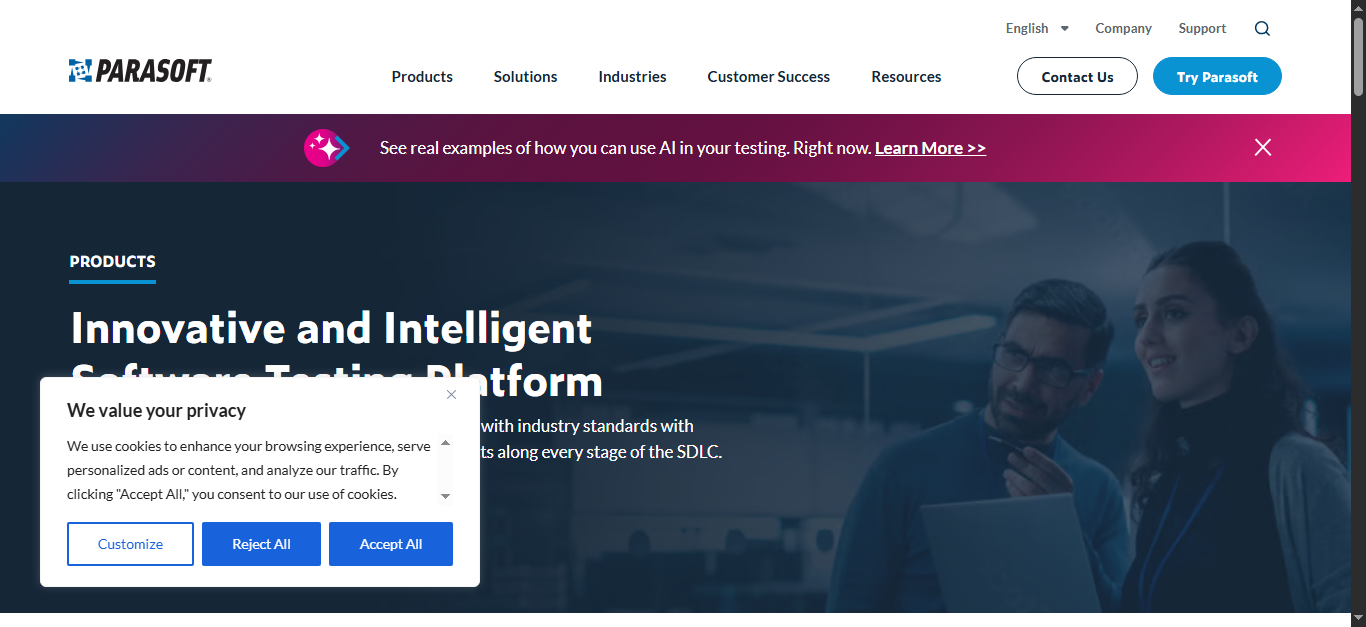 English
Company
Support
PARASOFT
Products
Solutions
Industries
Customer Success
Resources
Contact Us
Try Parasoft
See real examples of how you can use AI in your testing. Right now. Learn More >>
PRODUCTS
Innovative and Intelligent
Software Testing Platform
with industry standards with
ts along every stage of the SDLC.
We value your privacy
We use cookies to enhance your browsing experience, serve
personalized ads or content, and analyze our traffic. By
clicking "Accept All," you consent to our use of cookies.
Customize
Reject All
Accept All